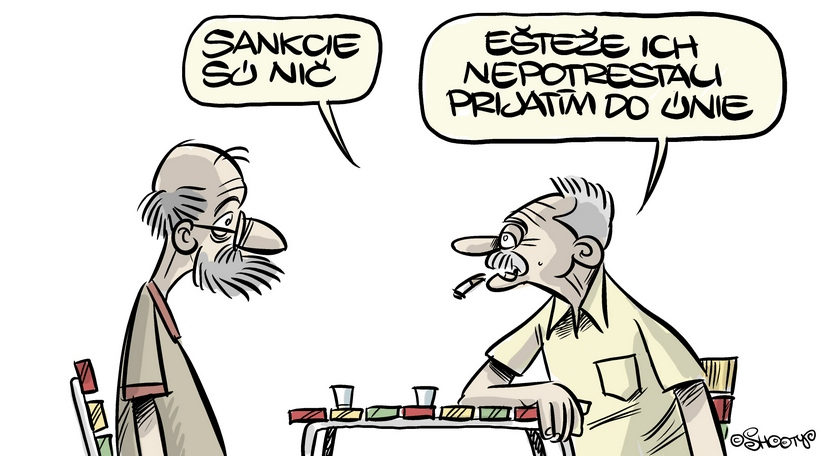 SANKCIE
SÚ NIČ
EŠTEŽE ICH
NEPOTRESTALI
PRIJATÍM DO ÚNIE
©SHOOTY